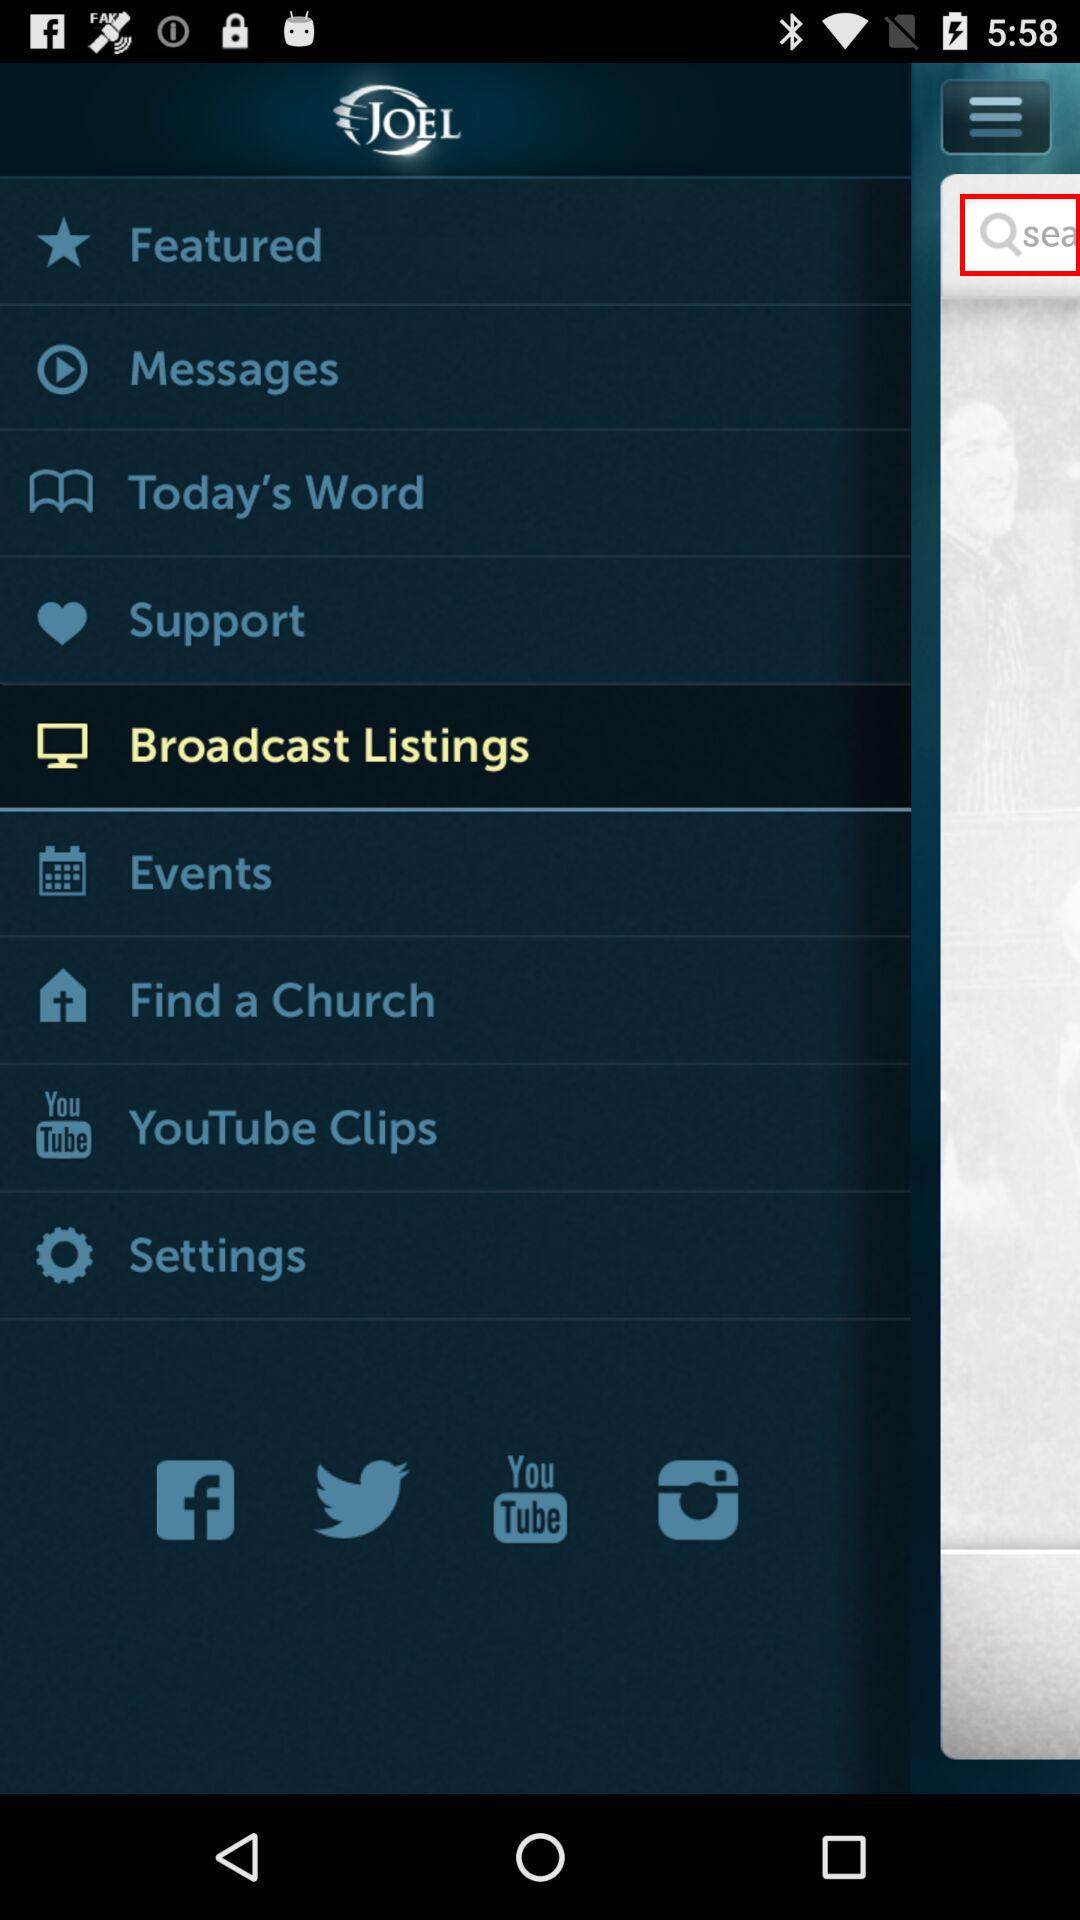 FAK
5:58
JOEL
sea
Featured
Messages
Today's Word
Support
Broadcast Listings
Events
Find a Church
You
Tube
YouTube Clips
Settings
You
Tube